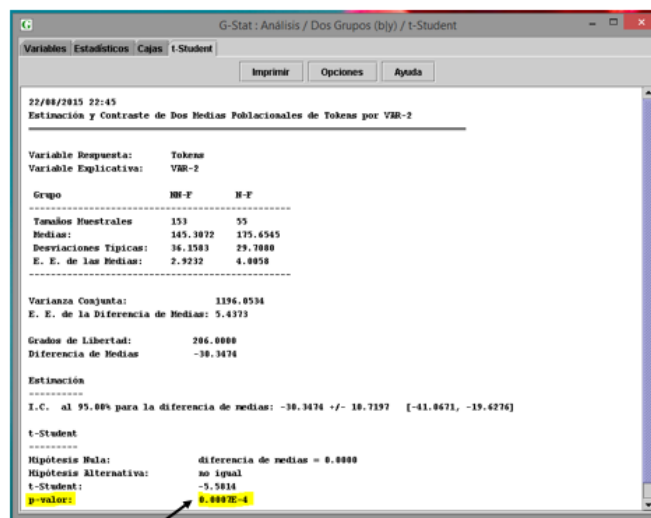 G-Stat : Análisis / Dos Grupos (b|y) / t-Student
Variables Estadísticos Cajas t-Student
Imprimir Opciones Ayuda
22/08/2015 22:45
Estimación y Contraste de Dos Medias Poblacionales de Tokens por VAR-2
Variable Respuesta: Tokens
Variable Explicativa: VAR-2
Grupo NN-F N-F
Tamaños Muestrales 153 55
Medias: 145.3072 175.6545
Desviaciones Típicas: 36.1583 29.7080
E. E. de las Medias: 2.9232 4.0058
Varianza Conjunta: 1196.0534
E. E. de la Diferencia de Medias: 5.4373
Grados de Libertad: 206.0000
Diferencia de Medias -30.3474
Estimación
I.C. al 95.00% para la diferencia de medias: -30.3474 +/- 10.7197 [-41.0671, -19.6276]
t-Student
Hipótesis Nula: diferencia de medias = 0.0000
Hipótesis Alternativa: no igual
t-Student: -5.5814
p-valor: 0.0007E-4